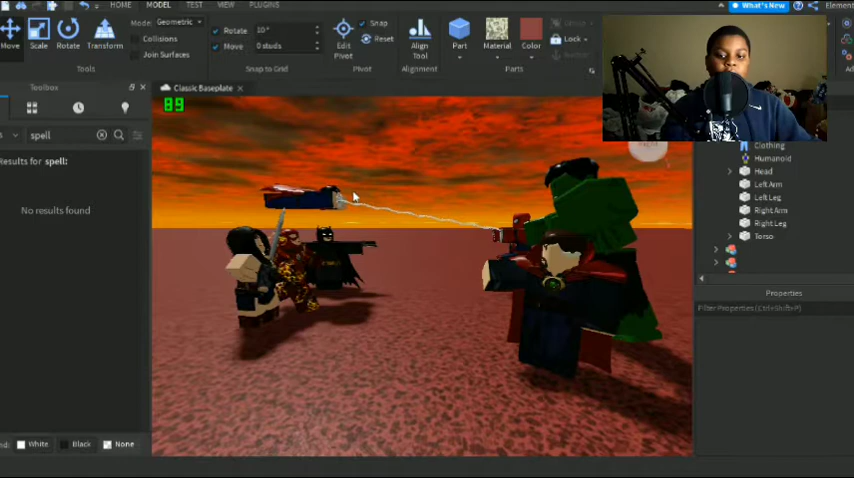 HOME MODEL TEST VIEW PLUGINS
What's New
Element
Mode: Geometric
Collisions
Join Surfaces
Move Scale Rotate Transform
Tools
Rotate 10°
Move 0 studs
Snap to Grid
Edit Pivot
Snap
Reset
Pivot
Align Tool
Alignment
Part Material Color
Group
Lock
Parts
Toolbox
Classic Baseplate
89
spell
Results for spell:
No results found
White Black None
Clothing
Humanoid
Head
Left Arm
Left Leg
Right Arm
Right Leg
Torso
Properties
Filter Properties (Ctrl+Shift+P)